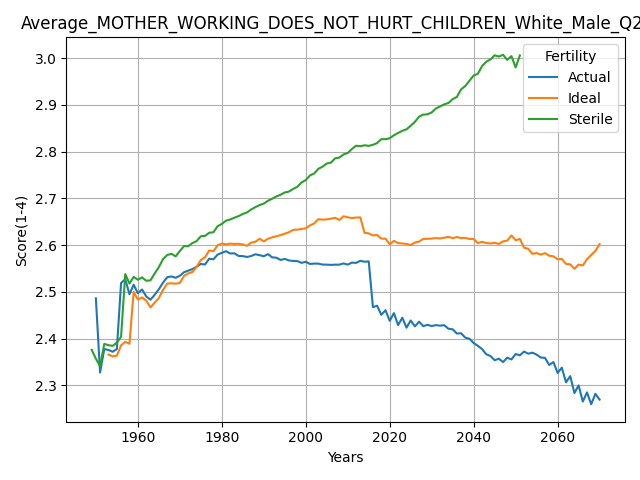 Average_MOTHER_WORKING_DOES_NOT_HURT_CHILDREN_White_Male_Q2
Fertility
Actual
Ideal
Sterile
Score(1-4)
3.0
2.9
2.8
2.7
2.6
2.5
2.4
2.3
1960 1980 2000 2020 2040 2060
Years